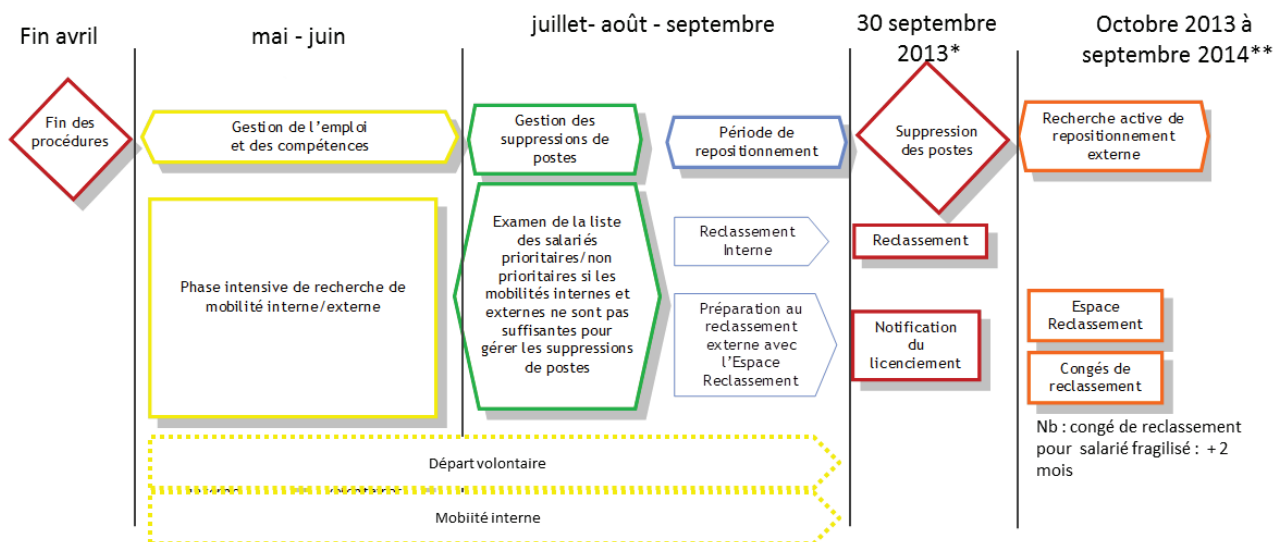 Fin avril
mai - juin
juillet- août - septembre
30 septembre
2013*
Octobre 2013 à
septembre 2014**
Fin des
procédures
Gestion de l'emploi
et des compétences
Gestion des
suppressions de
postes
Période de
repositionnement
Suppression
des postes
Recherche active de
repositionnement
externe
Phase intensive de recherche de
mobilité interne/externe
Examen de la liste
des salariés
prioritaires/non
prioritaires si les
mobilités internes et
externes ne sont pas
suffisantes pour
gérer les suppressions
de postes
Reclassement
Interne
Préparation au
reclassement
externe avec
l'Espace
Reclassement
Reclassement
Notification
du
licenciement
Espace
Reclassement
Congés de
reclassement
Nb : congé de reclassement
pour salarié fragilisé : + 2
mois
Départ volontaire
Mobiité interne